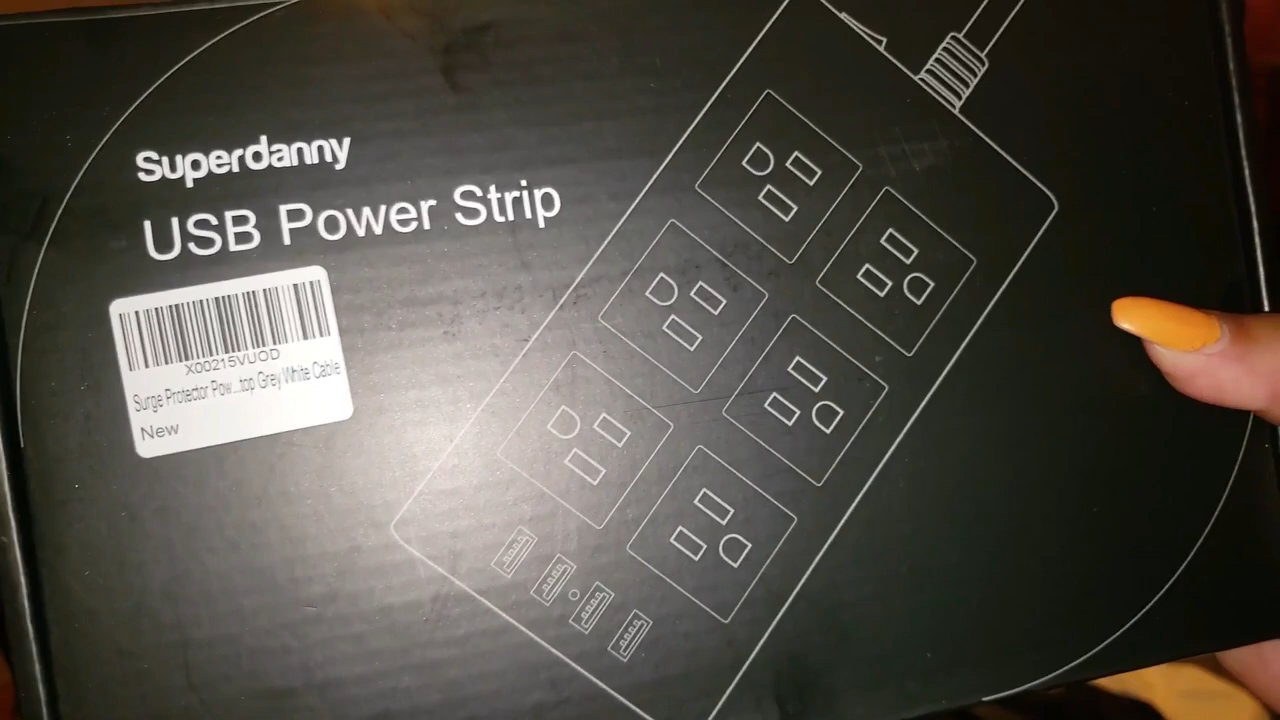 Superdanny
USB Power Strip
X00215VUOD
Surge Protector Pow...top Grey White Cable
New